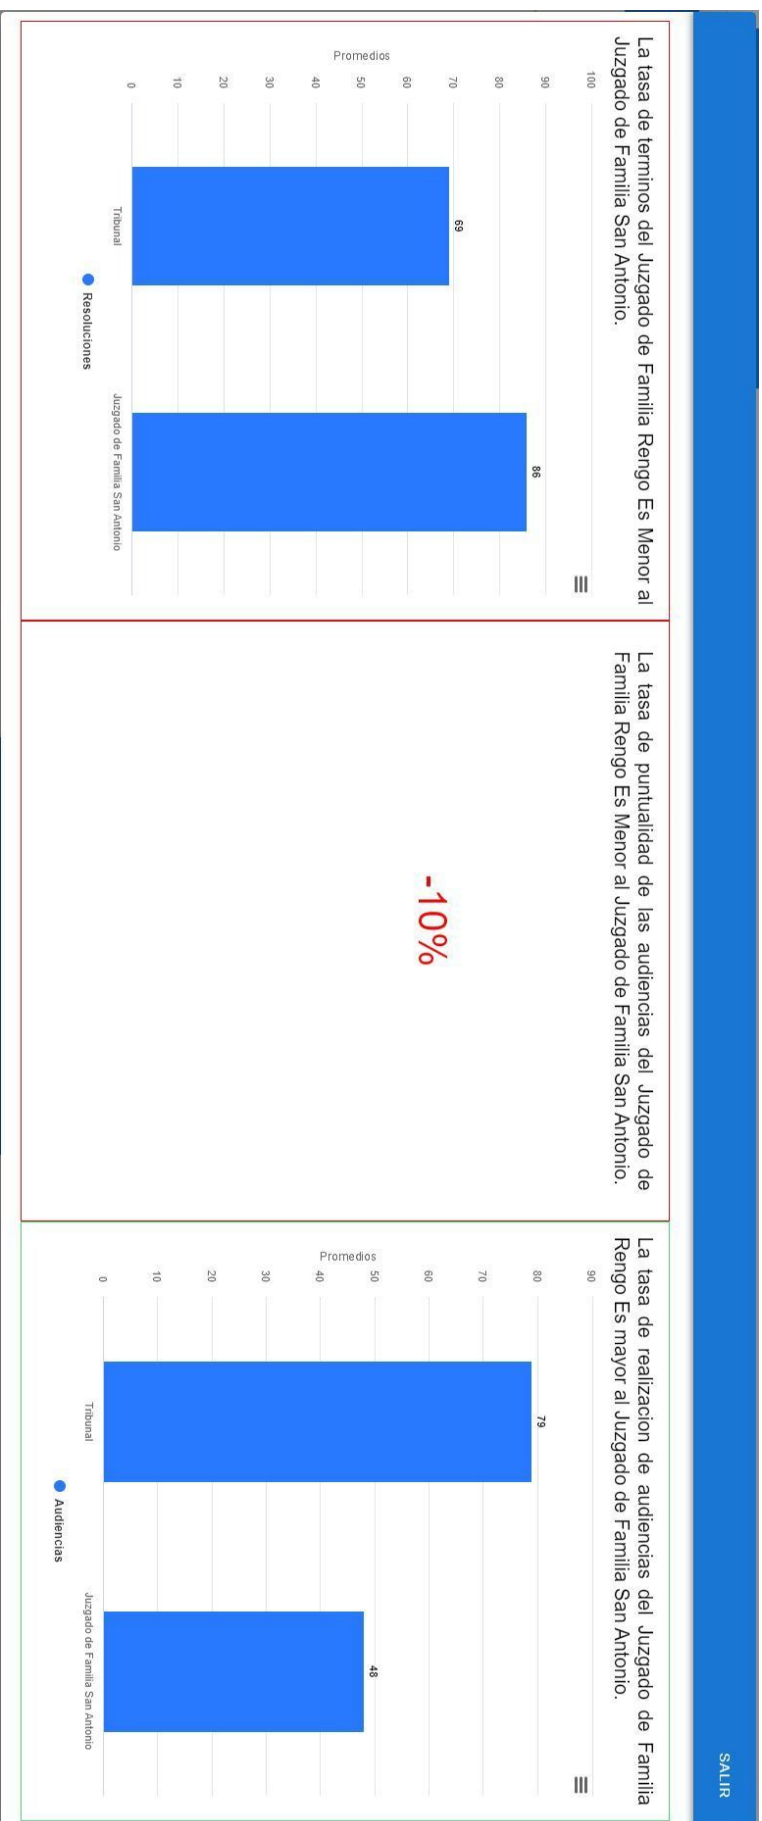 SALIR
La tasa de terminos del Juzgado de Familia Rengo Es Menor al
Juzgado de Familia San Antonio.
Promedios
100
90
80
70
60
50
40
30
20
10
0
69
86
Tribunal
Juzgado de Familia San Antonio
Resoluciones
La tasa de puntualidad de las audiencias del Juzgado de
Familia Rengo Es Menor al Juzgado de Familia San Antonio.
-10%
La tasa de realizacion de audiencias del Juzgado de Familia
Rengo Es mayor al Juzgado de Familia San Antonio.
Promedios
90
80
70
60
50
40
30
20
10
0
79
48
Tribunal
Juzgado de Familia San Antonio
Audiencias